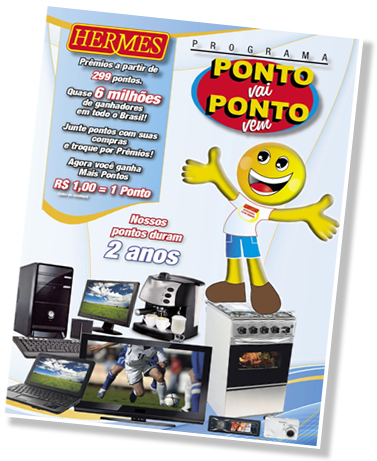 HERMES
Prêmios a partir de
299 pontos.
Quase 6 milhões
de ganhadores
em todo o Brasil!
Junte pontos com suas
compras
e troque por Prêmios!
Agora você ganha
Mais Pontos
R$ 1,00 = 1 Ponto
PROGRAMA
PONTO
vai
PONTO
vem
Nossos
pontos duram
2 anos